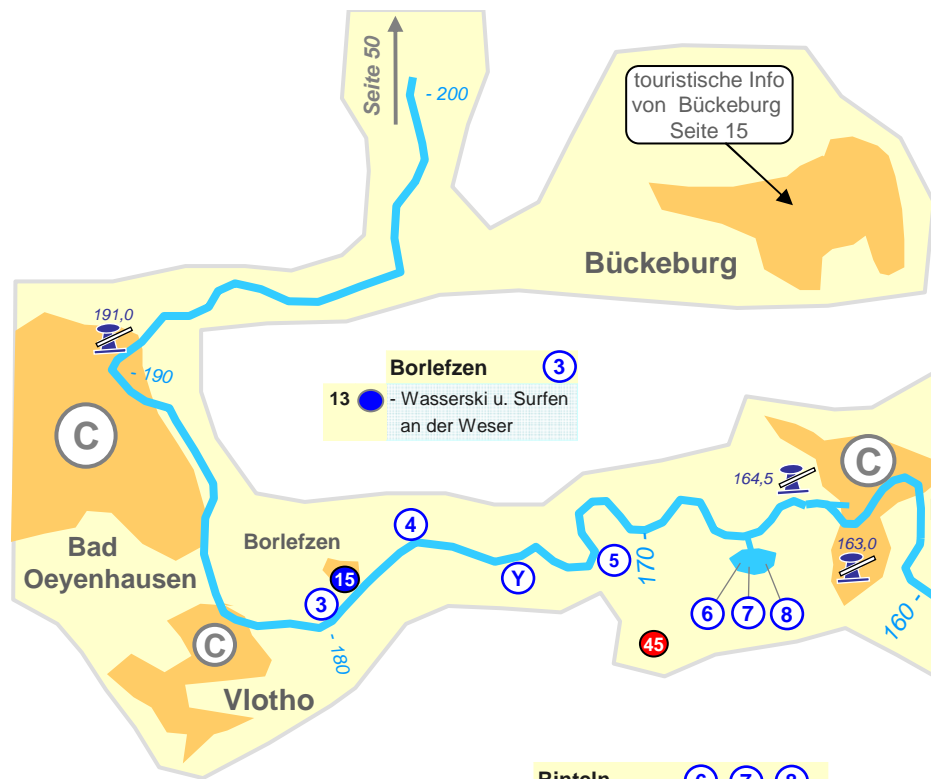 Seite 50
- 200
touristische Info
von Bückeburg
Seite 15
Bückeburg
191,0
- 190
C
Borlefzen 3
13 - Wasserski u. Surfen
an der Weser
C
164,5
163,0
Bad
Oeyenhausen
Borlefzen
4
15
3
Y
5
170 -
6 7 8
160 -
45
C
- 180
Vlotho
Rinteln 6 7 8